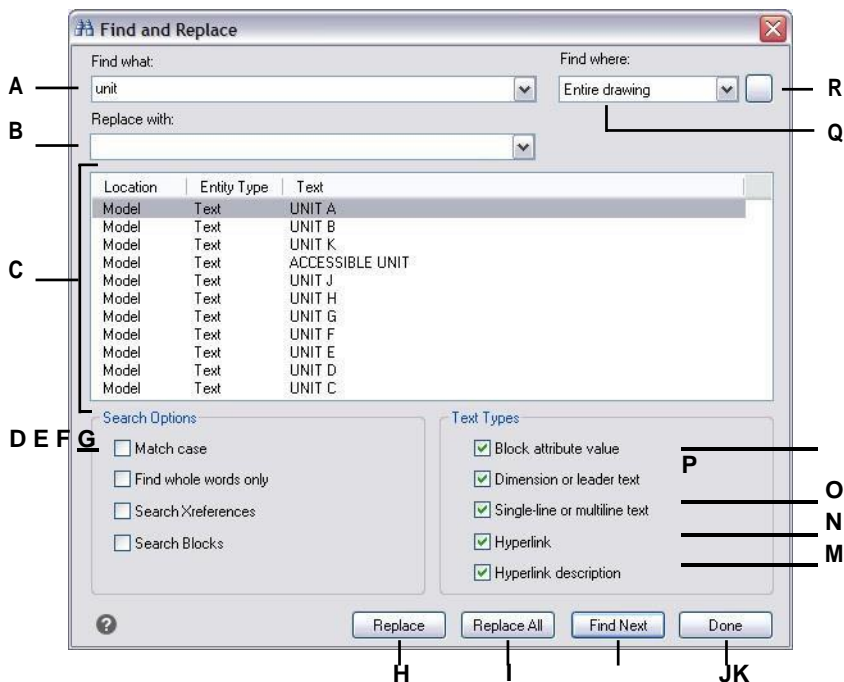 Find and Replace
Find what:
Find where:
A
unit
Entire drawing
R
Replace with:
Q
B
Location Entity Type Text
Model Text UNIT A
Model Text UNIT B
Model Text UNIT K
Model Text ACCESSIBLE UNIT
C
Model Text UNIT J
Model Text UNIT H
Model Text UNIT G
Model Text UNIT F
Model Text UNIT E
Model Text UNIT D
Model Text UNIT C
Search Options
Text Types
D E F G
Match case
Block attribute value
P
Find whole words only
Dimension or leader text
O
Search Xreferences
Single-line or multiline text
N
Search Blocks
Hyperlink
M
Hyperlink description
?
Replace
Replace All
Find Next
Done
H
I
JK